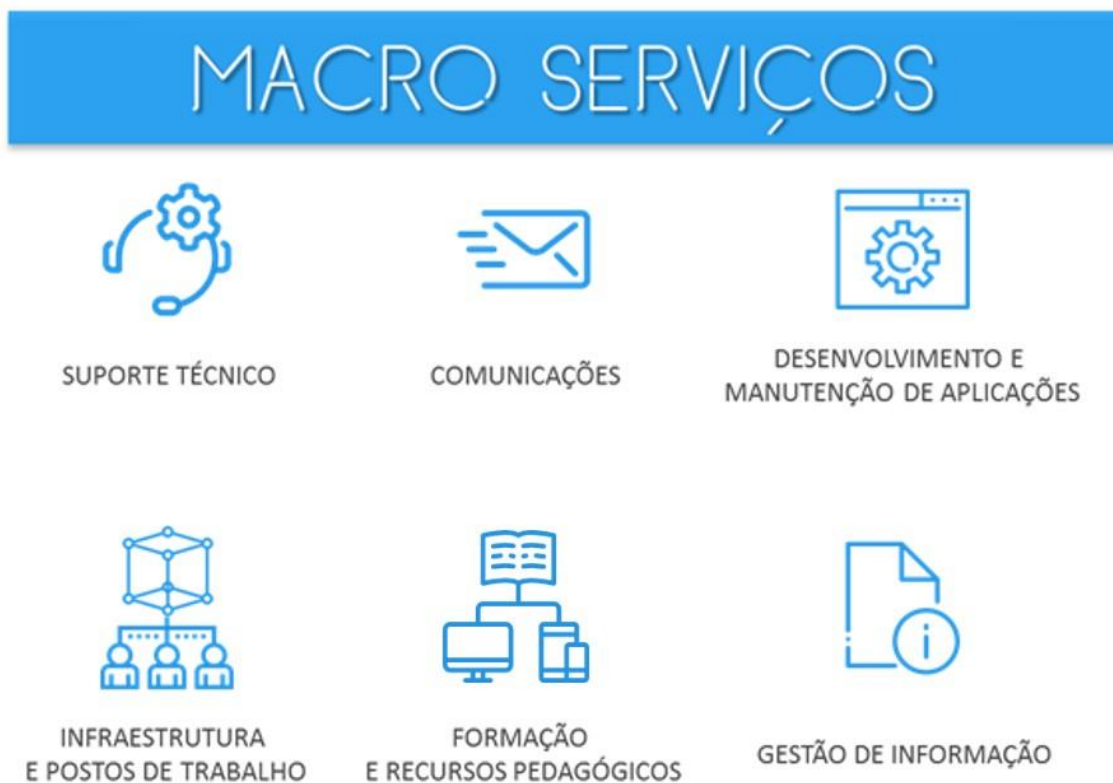 MACRO SERVIÇOS
SUPORTE TÉCNICO
COMUNICAÇÕES
DESENVOLVIMENTO E
MANUTENÇÃO DE APLICAÇÕES
INFRAESTRUTURA
E POSTOS DE TRABALHO
FORMAÇÃO
E RECURSOS PEDAGÓGICOS
GESTÃO DE INFORMAÇÃO